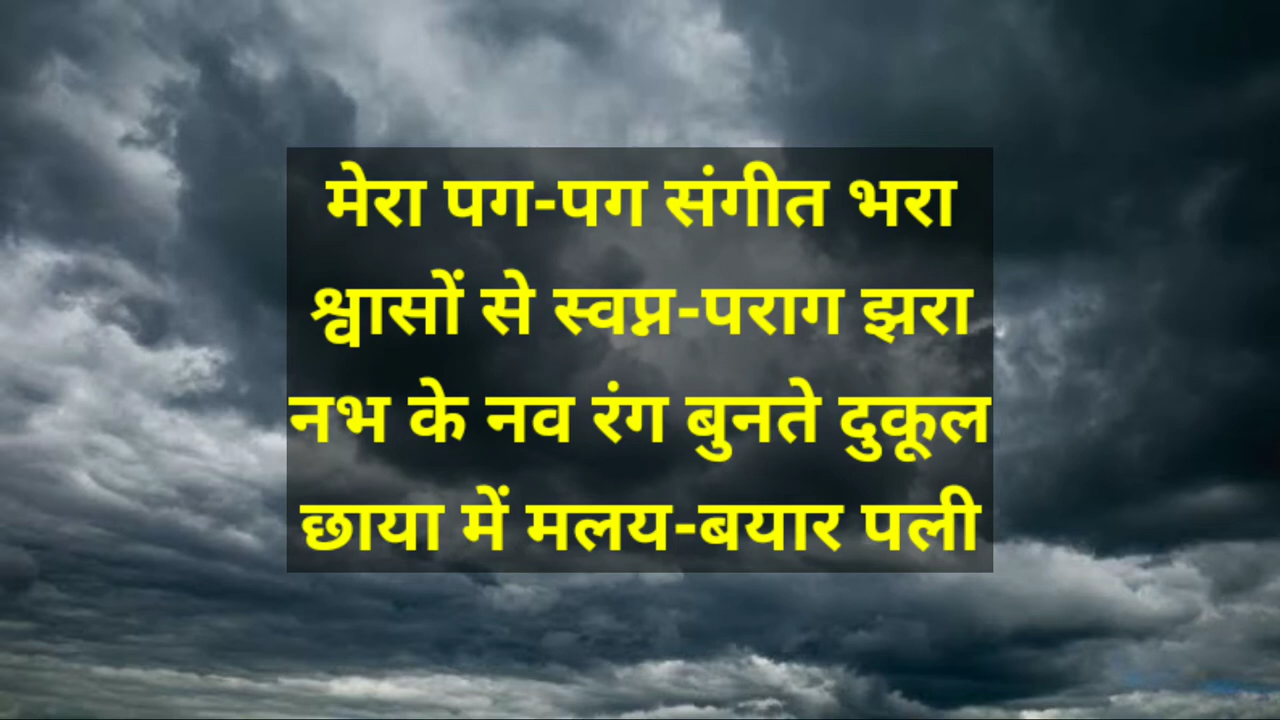 मेरा पग-पग संगीत भरा
श्वासों से स्वप्न-पराग झरा
नभ के नव रंग बुनते दुकूल
छाया में मलय-बयार पली